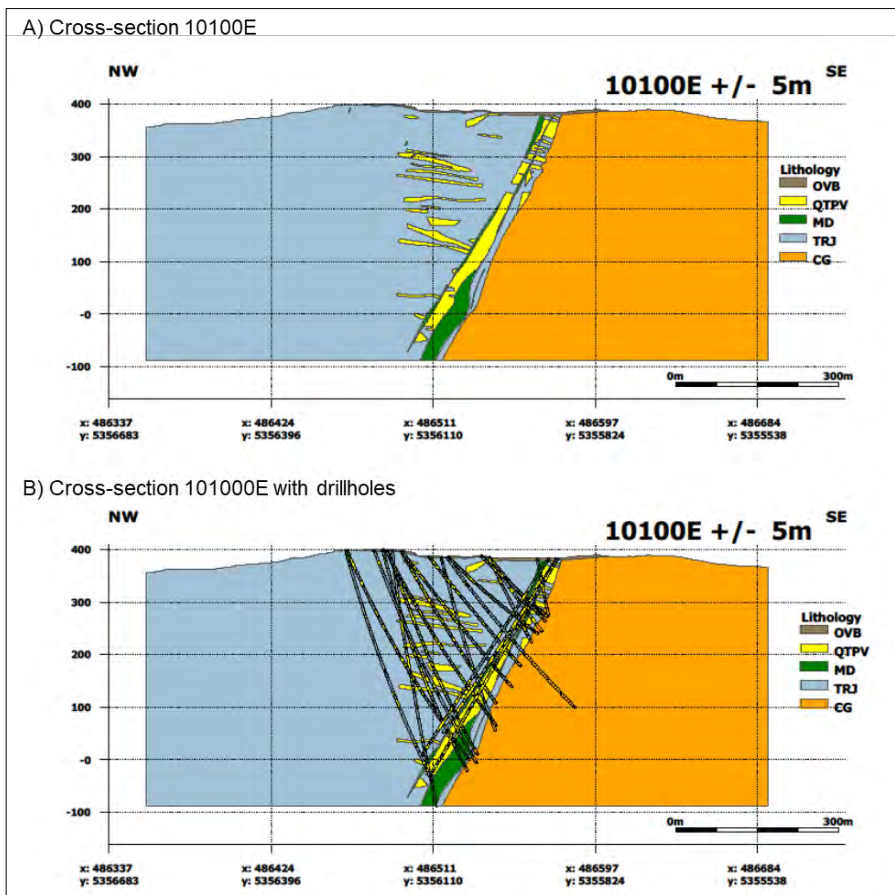 A) Cross-section 10100E
NW
10100E +/- 5m
SE
400
300
200
100
-0
-100
Lithology
OVB
QTPV
MD
TRJ
CG
0m 300m
x: 486337 x: 486424 x: 486511 x: 486597 x: 486684
y: 5356683 y: 5356396 y: 5356110 y: 5355824 y: 5355538
B) Cross-section 101000E with drillholes
NW
10100E +/- 5m
SE
400
300
200
100
-0
-100
Lithology
OVB
QTPV
MD
TRJ
CG
0m 300m
x: 486337 x: 486424 x: 486511 x: 486597 x: 486684
y: 5356683 y: 5356396 y: 5356110 y: 5355824 y: 5355538